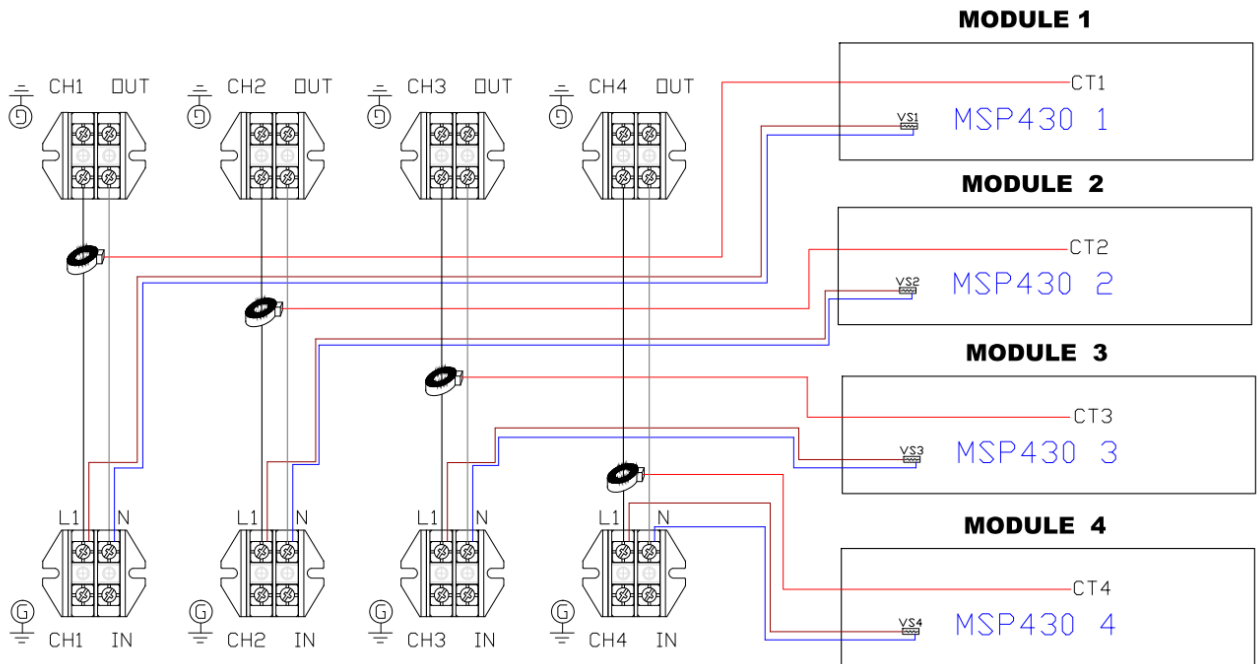 MODULE 1
CH1 OUT
CH2 OUT
CH3 OUT
CH4 OUT
G
G
G
G
CT1
VS1
MSP430 1
MODULE 2
CT2
VS2
MSP430 2
MODULE 3
CT3
VS3
MSP430 3
MODULE 4
CT4
VS4
MSP430 4
L1 N
L1 N
L1 N
L1 N
G
G
G
G
CH1 IN
CH2 IN
CH3 IN
CH4 IN